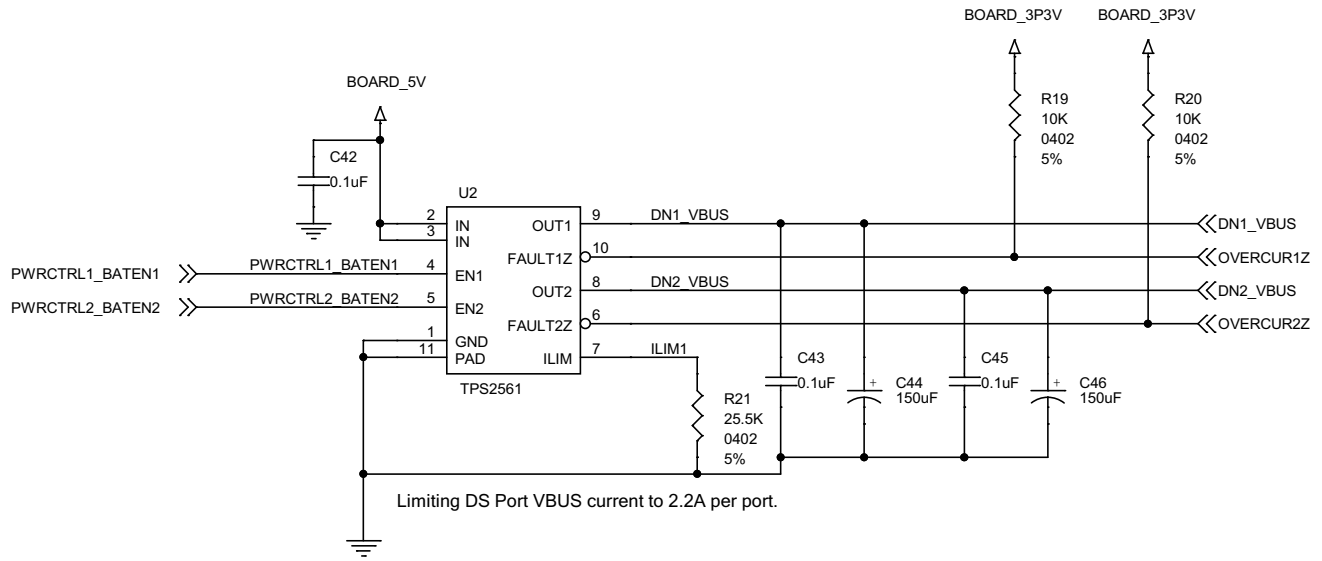 BOARD_3P3V
BOARD_3P3V
BOARD_5V
R19
10K
0402
5%
R20
10K
0402
5%
C42
0.1uF
U2
2
IN
3
IN
4
EN1
5
EN2
1
GND
11
PAD
OUT1
9
FAULT1Z
10
OUT2
8
FAULT2Z
6
ILIM
7
TPS2561
PWRCTRL1_BATEN1
PWRCTRL1_BATEN1
PWRCTRL2_BATEN2
PWRCTRL2_BATEN2
DN1_VBUS
DN1_VBUS
OVERCUR1Z
DN2_VBUS
DN2_VBUS
OVERCUR2Z
ILIM1
R21
25.5K
0402
5%
C43
0.1uF
+
C44
150uF
C45
0.1uF
+
C46
150uF
Limiting DS Port VBUS current to 2.2A per port.